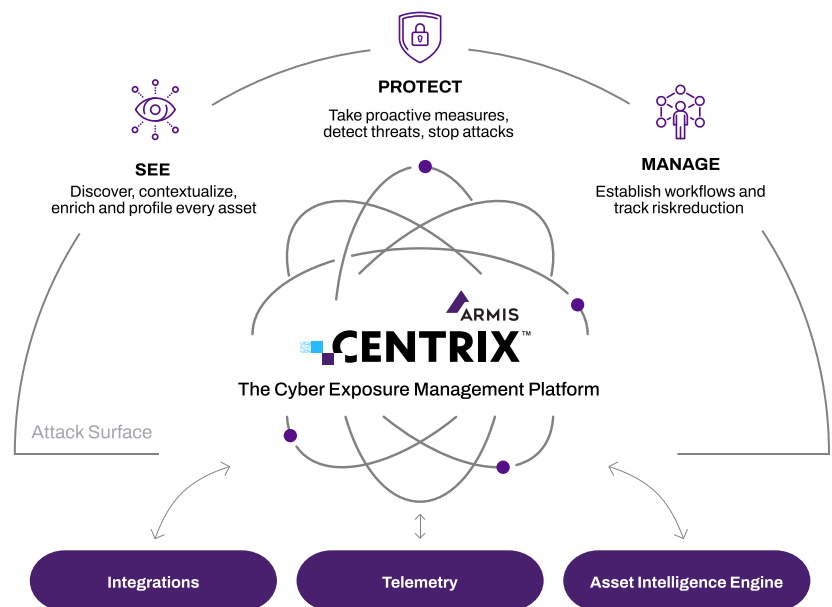 PROTECT
Take proactive measures,
detect threats, stop attacks
SEE
Discover, contextualize,
enrich and profile every asset
MANAGE
Establish workflows and
track riskreduction
ARMIS
CENTRIX™
The Cyber Exposure Management Platform
Attack Surface
Integrations
Telemetry
Asset Intelligence Engine